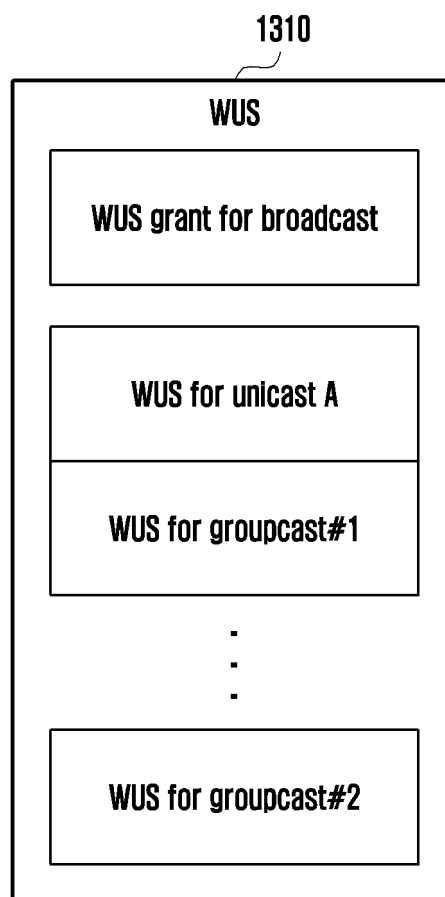 1310
WUS
WUS grant for broadcast
WUS for unicast A
WUS for groupcast#1
WUS for groupcast#2